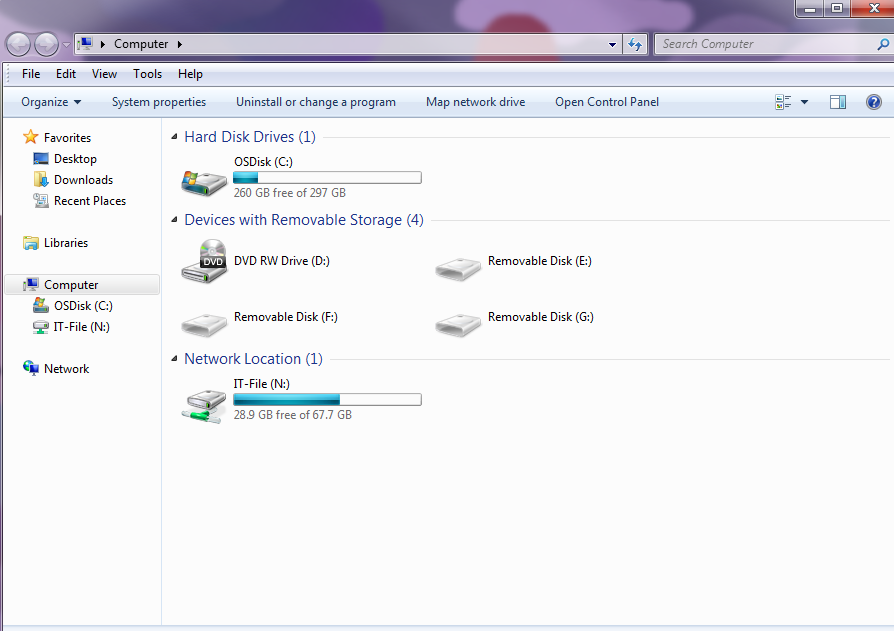 Computer
Search Computer
File Edit View Tools Help
Organize System properties Uninstall or change a program Map network drive Open Control Panel
Favorites
Desktop
Downloads
Recent Places
Libraries
Computer
OSDisk (C:)
IT-File (N:)
Network
Hard Disk Drives (1)
OSDisk (C:)
260 GB free of 297 GB
Devices with Removable Storage (4)
DVD
DVD RW Drive (D:)
Removable Disk (E:)
Removable Disk (F:)
Removable Disk (G:)
Network Location (1)
IT-File (N:)
28.9 GB free of 67.7 GB